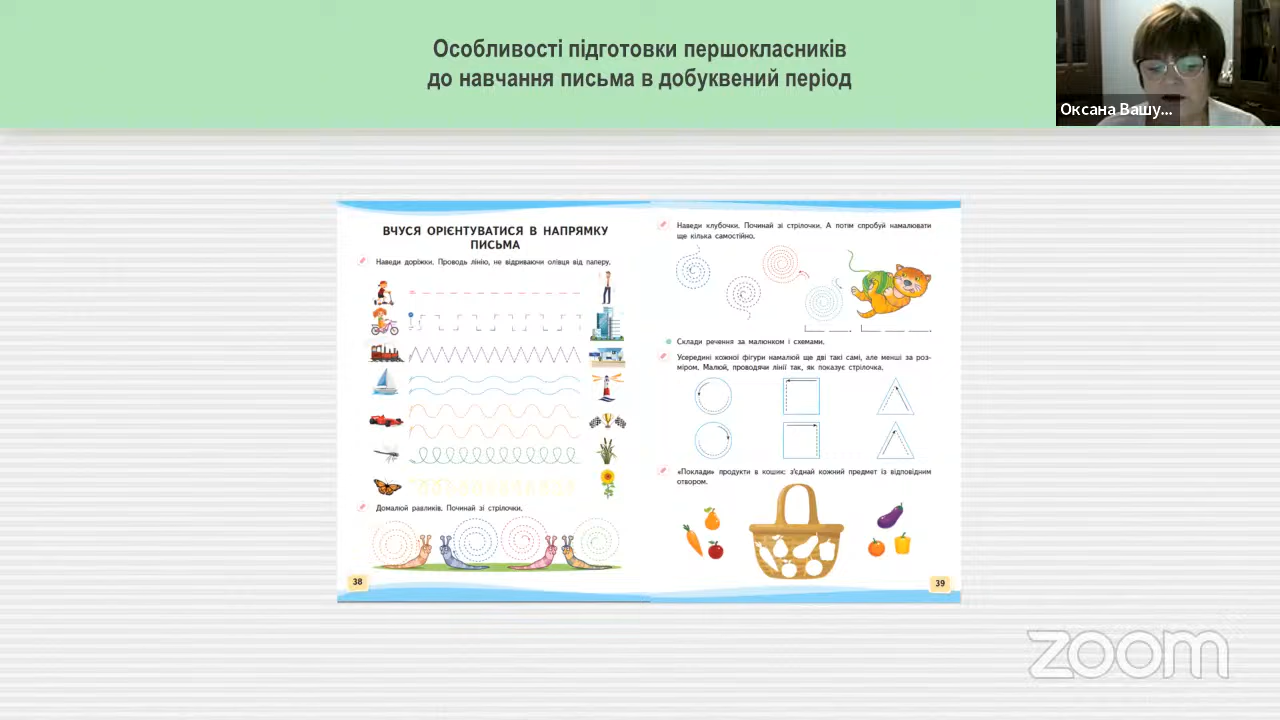 Особливості підготовки першокласників
до навчання письма в добуквений період
Оксана Вашу...
ВЧУСЯ ОРІЄНТУВАТИСЯ В НАПРЯМКУ
ПИСЬМА
Наведи доріжки. Проводь лінію, не відриваючи олівця від паперу.
Домалюй равликів. Починай зі стрілочки.
38
Наведи клубочки. Починай зі стрілочки. А потім спробуй намалювати
ще кілька самостійно.
Склади речення за малюнком і схемами.
Усередині кожної фігури намалюй ще дві такі самі, але менші за роз-
міром. Малюй, проводячи лінії так, як показує стрілочка.
«Поклади» продукти в кошик: з'єднай кожний предмет із відповідним
отвором.
39
zoom